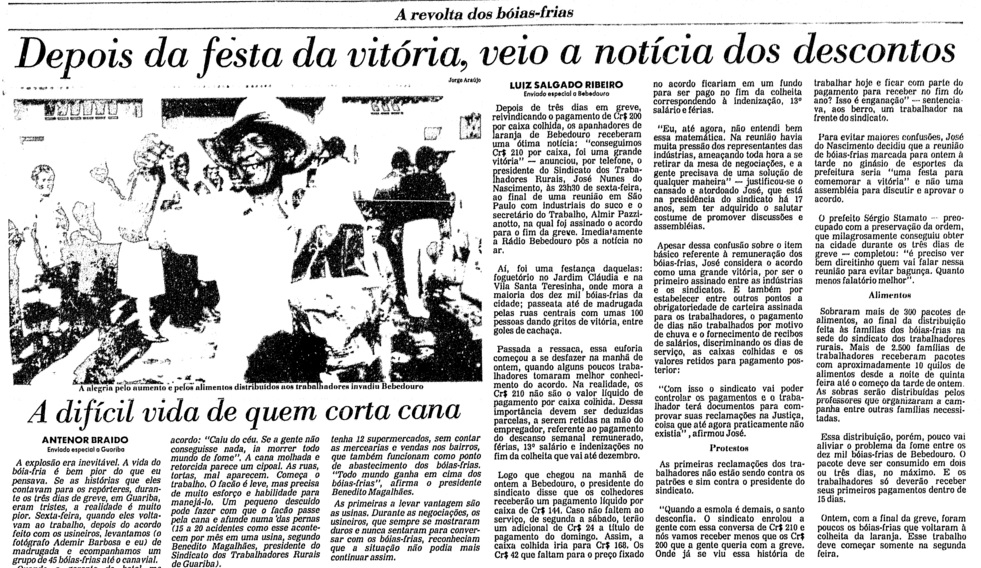 A revolta dos bóias-frias
Depois da festa da vitória, veio a notícia dos descontos
Jorge Araújo
A alegria pelo aumento e pelos alimentos distribuídos aos trabalhadores invadiu Bebedouro
LUIZ SALGADO RIBEIRO
Enviado especial a Bebedouro
Depois de três dias em greve,
reivindicando o pagamento de Cr$ 200
por caixa colhida, os apanhadores de
laranja de Bebedouro receberam
uma ótima notícia: "conseguimos
Cr$ 210 por caixa, foi uma grande
vitória" — anunciou, por telefone, o
presidente do Sindicato dos Traba-
lhadores Rurais, José Nunes do
Nascimento, às 23h30 de sexta-feira,
ao final de uma reunião em São
Paulo com industriais do suco e o
secretário do Trabalho, Almir Pazzi-
anotto, na qual foi assinado o acordo
para o fim da greve. Imediatamente
a Rádio Bebedouro pôs a notícia no
ar.
Aí, foi uma festança daquelas:
foguetório no Jardim Cláudia e na
Vila Santa Teresinha, onde mora a
maioria dos dez mil bóias-frias da
cidade; passeata até de madrugada
pelas ruas centrais com umas 100
pessoas dando gritos de vitória, entre
goles de cachaça.
Passada a ressaca, essa euforia
começou a se desfazer na manhã de
ontem, quando alguns poucos traba-
lhadores tomaram melhor conheci-
mento do acordo. Na realidade, os
Cr$ 210 não são o valor líquido de
pagamento por caixa colhida. Dessa
importância devem ser deduzidas
parcelas, a serem retidas na mão do
empregador, referente ao pagamento
do descanso semanal remunerado,
férias, 13º salário e indenizações no
fim da colheita que vai até dezembro.
Logo que chegou na manhã de
ontem a Bebedouro, o presidente do
sindicato disse que os colhedores
receberão um pagamento líquido por
caixa de Cr$ 144. Caso não faltem ao
serviço, de segunda a sábado, terão
um adicional de Cr$ 24 a título de
pagamento do domingo. Assim, a
caixa colhida iria para Cr$ 168. Os
Cr$ 42 que faltam para o preço fixado
no acordo ficariam em um fundo
para ser pago no fim da colheita
correspondendo à indenização, 13º
salário e férias.
"Eu, até agora, não entendi bem
essa matemática. Na reunião havia
muita pressão dos representantes das
indústrias, ameaçando toda hora a se
retirar da mesa de negociações, e a
gente precisava de uma solução de
qualquer maneira" — justificou-se o
cansado e atordoado José, que está
na presidência do sindicato há 17
anos, sem ter adquirido o salutar
costume de promover discussões e
assembléias.
Apesar dessa confusão sobre o item
básico referente à remuneração dos
bóias-frias, José considera o acordo
como uma grande vitória, por ser o
primeiro assinado entre as indústrias
e os sindicatos. E também por
estabelecer entre outros pontos a
obrigatoriedade de carteira assinada
para os trabalhadores, o pagamento
de dias não trabalhados por motivo
de chuva e o fornecimento de recibos
de salários, discriminando os dias de
serviço, as caixas colhidas e os
valores retidos para pagamento pos-
terior:
"Com isso o sindicato vai poder
controlar os pagamentos e o traba-
lhador terá documentos para com-
provar suas reclamações na Justiça,
coisa que até agora praticamente não
existia", afirmou José.
Protestos
As primeiras reclamações dos tra-
balhadores não estão sendo contra os
patrões e sim contra o presidente do
sindicato.
"Quando a esmola é demais, o santo
desconfia. O sindicato enrolou a
gente com essa conversa de Cr$ 210 e
nós vamos receber menos que os Cr$
200 que a gente queria com a greve.
Onde já se viu essa história de
trabalhar hoje e ficar com parte do
pagamento para receber no fim do
ano? Isso é enganação" — sentencia-
va, aos berro, um trabalhador na
frente do sindicato.
Para evitar maiores confusões, José
do Nascimento decidiu que a reunião
de bóias-frias marcada para ontem à
tarde no ginásio de esportes da
prefeitura seria "uma festa para
comemorar a vitória" e não uma
assembléia para discutir e aprovar o
acordo.
O prefeito Sérgio Stamato — preo-
cupado com a preservação da ordem,
que milagrosamente conseguiu obter
na cidade durante os três dias de
greve — completou: "é preciso ver
bem direitinho quem vai falar nessa
reunião para evitar bagunça. Quanto
menos falatório melhor".
Alimentos
Sobraram mais de 300 pacotes de
alimentos, ao final da distribuição
feita às famílias dos bóias-frias na
sede do sindicato dos trabalhadores
rurais. Mais de 2.500 famílias de
trabalhadores receberam pacotes
com aproximadamente 10 quilos de
alimentos desde a noite de quinta
feira até o começo da tarde de ontem.
As sobras serão distribuídas pelos
professores que organizaram a cam-
panha entre outras famílias necessi-
tadas.
Essa distribuição, porém, pouco vai
aliviar o problema da fome entre os
dez mil bóias-frias de Bebedouro. O
pacote deve ser consumido em dois
ou três dias, no máximo. E os
trabalhadores só deverão receber
seus primeiros pagamentos dentro de
15 dias.
Ontem, com a final da greve, foram
poucos os bóias-frias que voltaram à
colheita da laranja. Esse trabalho
deve começar somente na segunda
feira,
A difícil vida de quem corta cana
ANTENOR BRAIDO
Enviado especial a Guariba
A explosão era inevitável. A vida do
bóia-fria é bem pior do que eu
pensava. Se as histórias que eles
contavam para os repórteres, duran-
te os três dias de greve, em Guariba,
eram tristes, a realidade é muito
pior. Sexta-feira, quando eles volta-
vam ao trabalho, depois do acordo
feito com os usineiros, levantamos (o
fotógrafo Ademir Barbosa e eu) de
madrugada e acompanhamos um
grupo de 45 bóias-frias até o canavial.
acordo: "Caiu do céu. Se a gente não
conseguisse nada, ia morrer todo
mundo de fome". A cana molhada e
retorcida parece um cipoal. As ruas,
tortas, mal aparecem. Começa o
trabalho. O facão é leve, mas precisa
de muito esforço e habilidade para
manejá-lo. Um pequeno descuido
pode fazer com que o facão passe
pela cana e afunde numa das pernas
(15 a 20 acidentes como esse aconte-
cem por mês em uma usina, segundo
Benedito Magalhães, presidente do
Sindicato dos Trabalhadores Rurais
de Guariba).
tenha 12 supermercados, sem contar
as mercearias e vendas nos bairros,
que também funcionam como ponto
de abastecimento dos bóias-frias.
"Todo mundo ganha em cima dos
bóias-frias", afirma o presidente
Benedito Magalhães.
As primeiras a levar vantagem são
as usinas. Durante as negociações, os
usineiros, que sempre se mostraram
duros e nunca sentaram para conver-
sar com os bóias-frias, reconheciam
que a situação não podia mais
continuar assim.